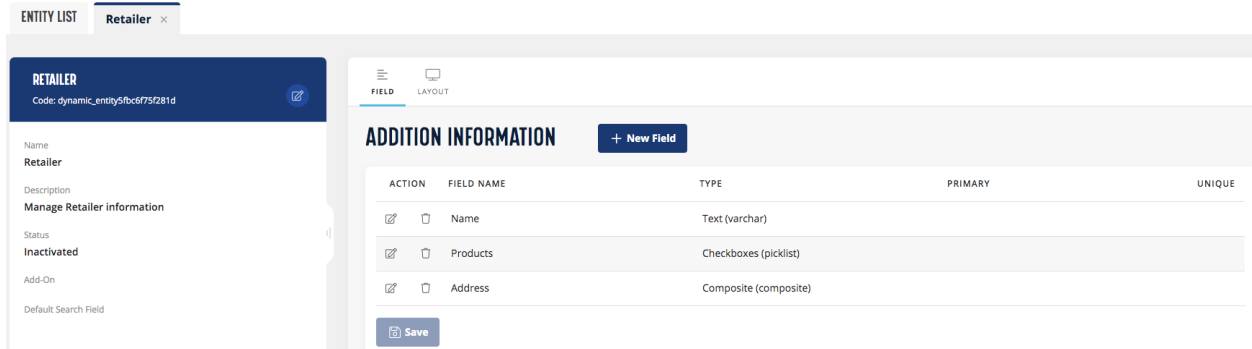 ENTITY LIST
Retailer ×
RETAILER
Code: dynamic_entity5fbc6f75f281d
Name
Retailer
Description
Manage Retailer information
Status
Inactivated
Add-On
Default Search Field
FIELD LAYOUT
ADDITION INFORMATION + New Field
ACTION FIELD NAME TYPE PRIMARY UNIQUE
Name Text (varchar)
Products Checkboxes (picklist)
Address Composite (composite)
Save